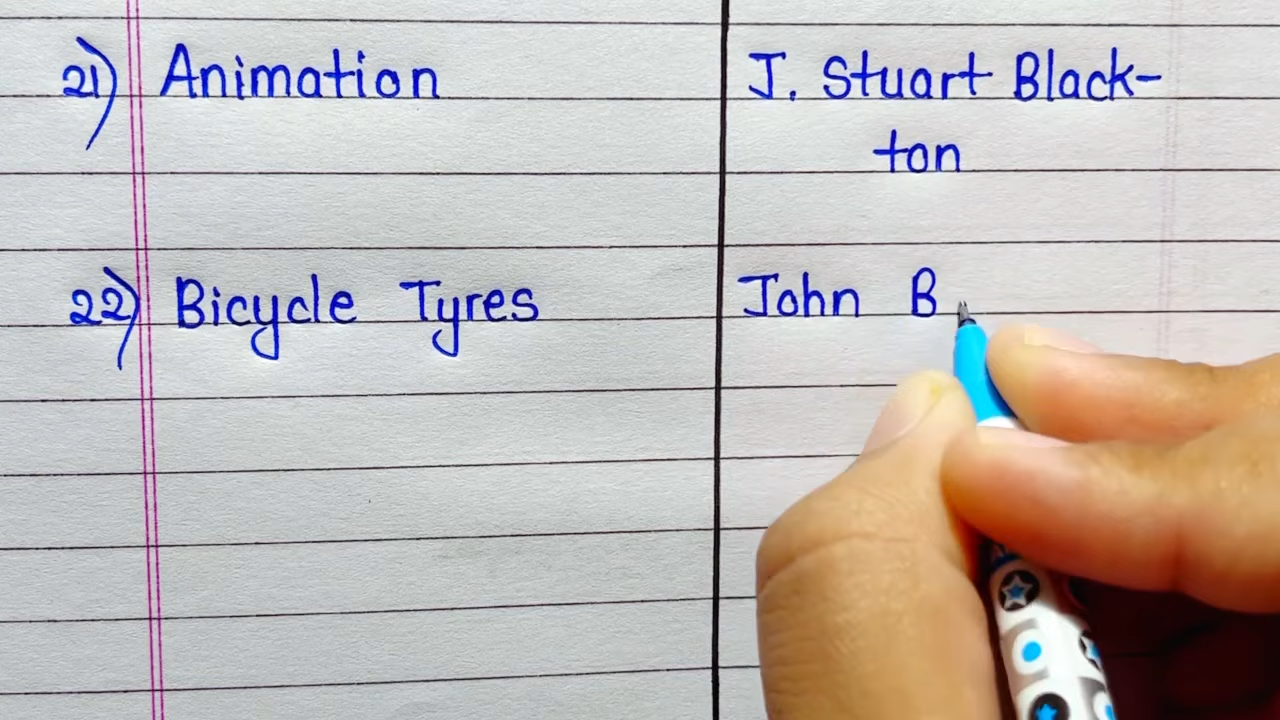 21) Animation J. Stuart Black-
ton
22) Bicycle Tyres John B